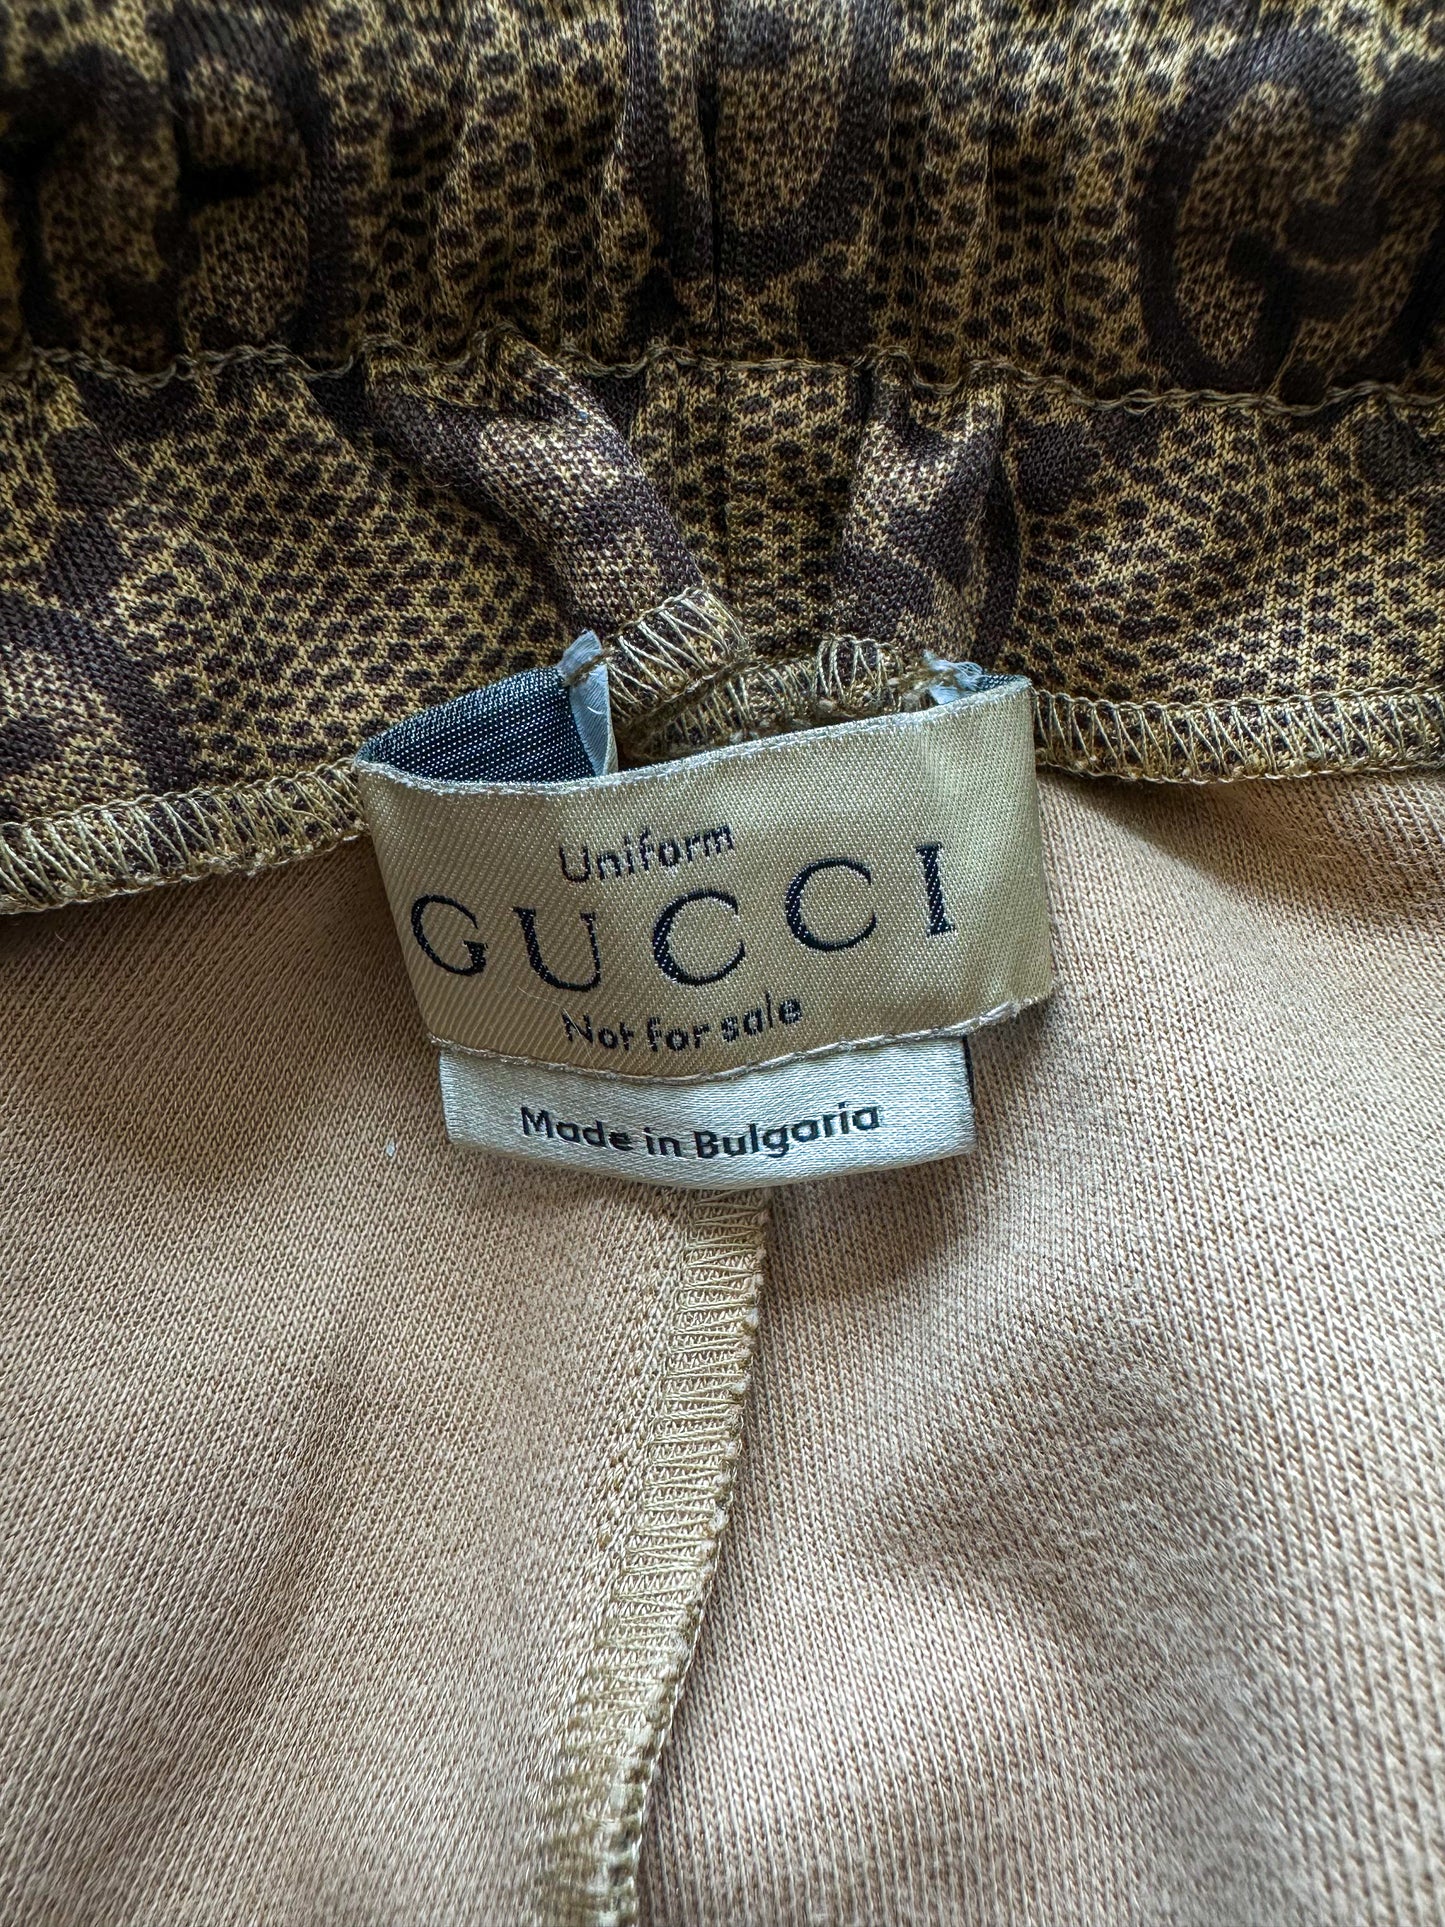 Uniform
GUCCI
Not for sale
Made in Bulgaria